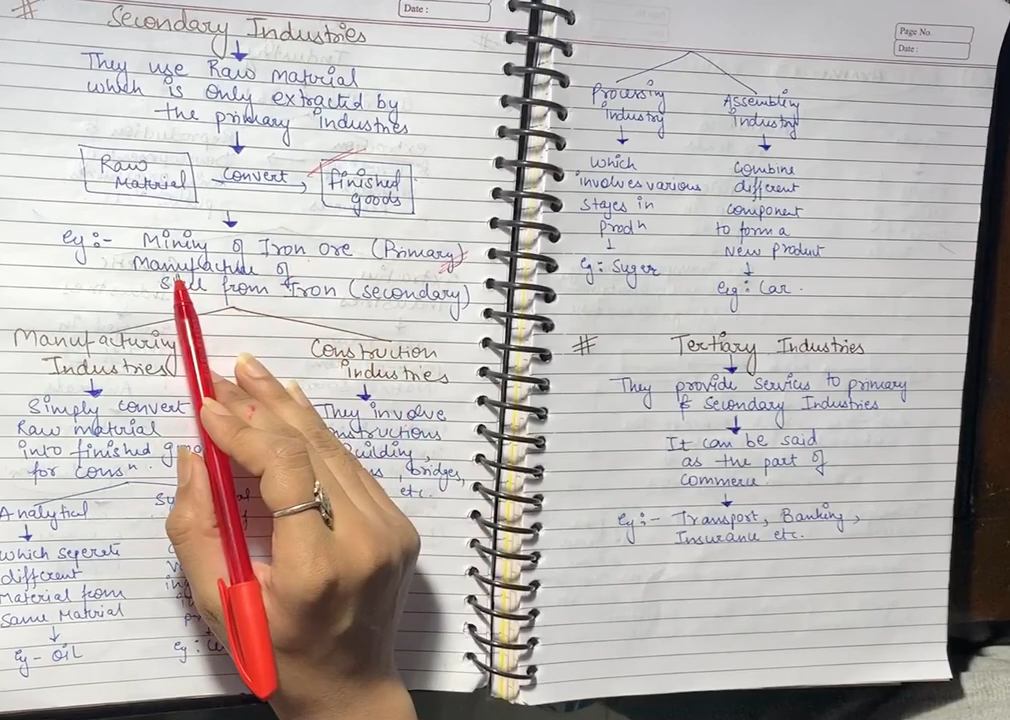 Date :
# Secondary Industries
They use Raw material
which is only extracted by
the primary industries
Raw Material convert finished goods
eg :- Mining of Iron ore (Primary)
Manufacture of
from Iron (secondary)
Manufacturing
Industries
Simply convert
Raw material
into finished
for consⁿ.
Analytical
which seperate
different
Material from
Same Material
eg - Oil
eg :
Construction
industries
They involve
bridges,
etc.
Page No.
Date :
Processing
industry
which
involves various
stages in
prodⁿ
Eg : Suger
Assembling
industry
Combine
different
component
to form a
New product
eg : Car.
# Tertiary Industries
They provide Services to primary
& Secondary Industries
It can be said
as the part of
commerce
eg :- Transport, Banking,
Insurance etc.